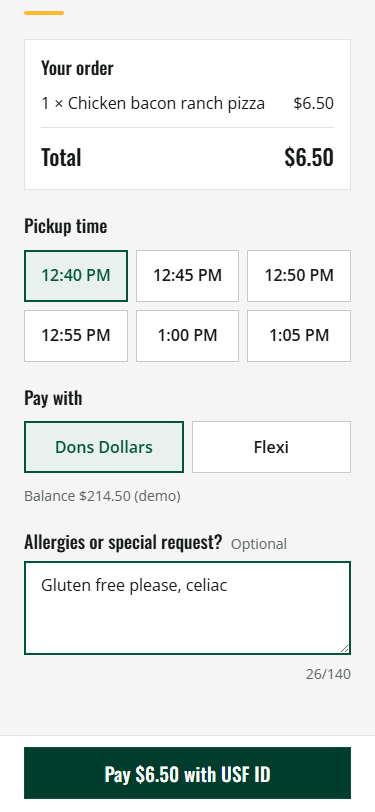 Your order
1 × Chicken bacon ranch pizza $6.50
Total $6.50
Pickup time
12:40 PM 12:45 PM 12:50 PM
12:55 PM 1:00 PM 1:05 PM
Pay with
Dons Dollars Flexi
Balance $214.50 (demo)
Allergies or special request? Optional
Gluten free please, celiac
26/140
Pay $6.50 with USF ID